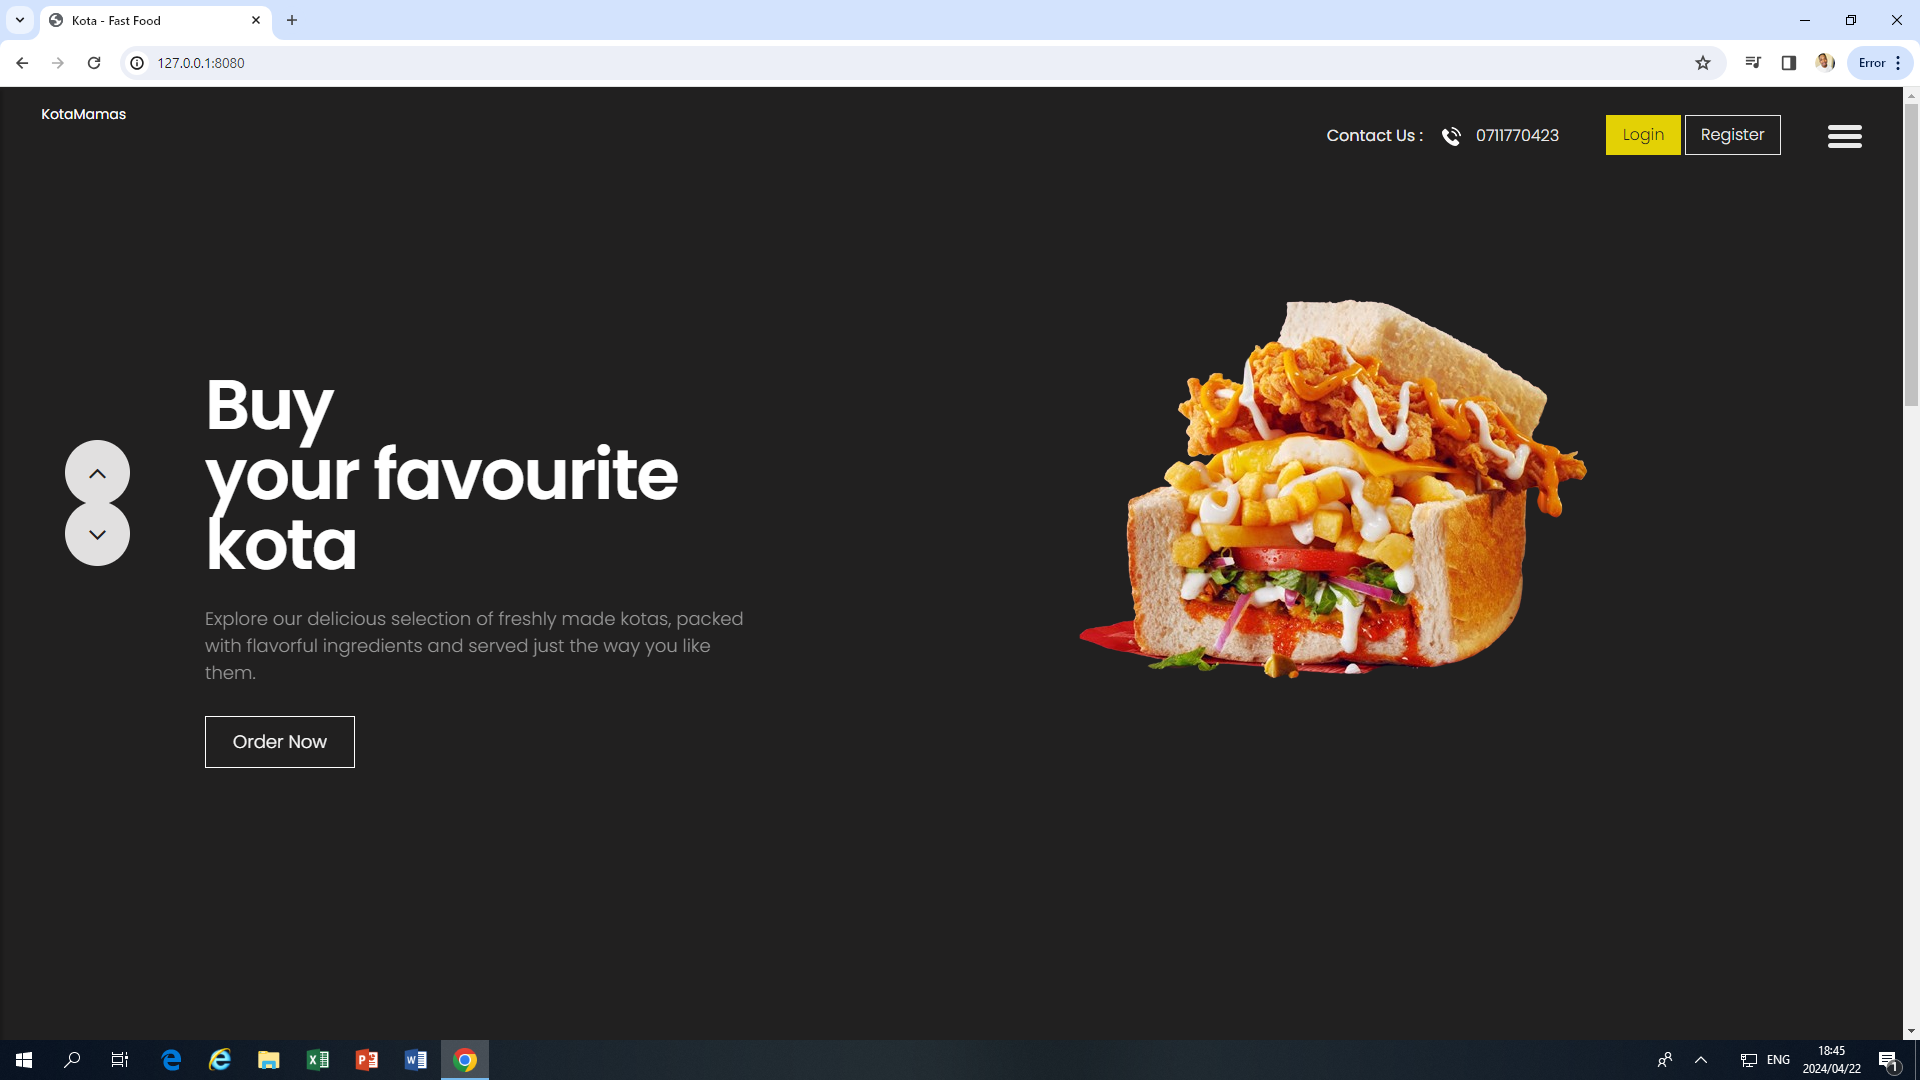 Kota - Fast Food
127.0.0.1:8080
Error
KotaMamas
Contact Us : 0711770423
Login
Register
Buy
your favourite
kota
Explore our delicious selection of freshly made kotas, packed
with flavorful ingredients and served just the way you like
them.
Order Now
ENG
18:45
2024/04/22
1